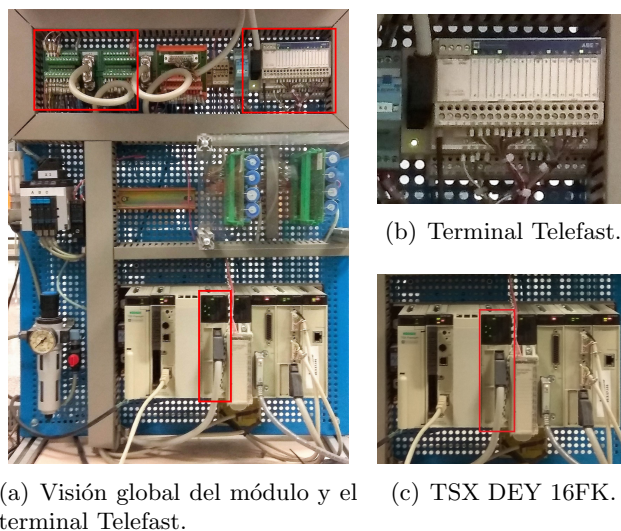 (b) Terminal Telefast.
(a) Visión global del módulo y el
terminal Telefast.
(c) TSX DEY 16FK.